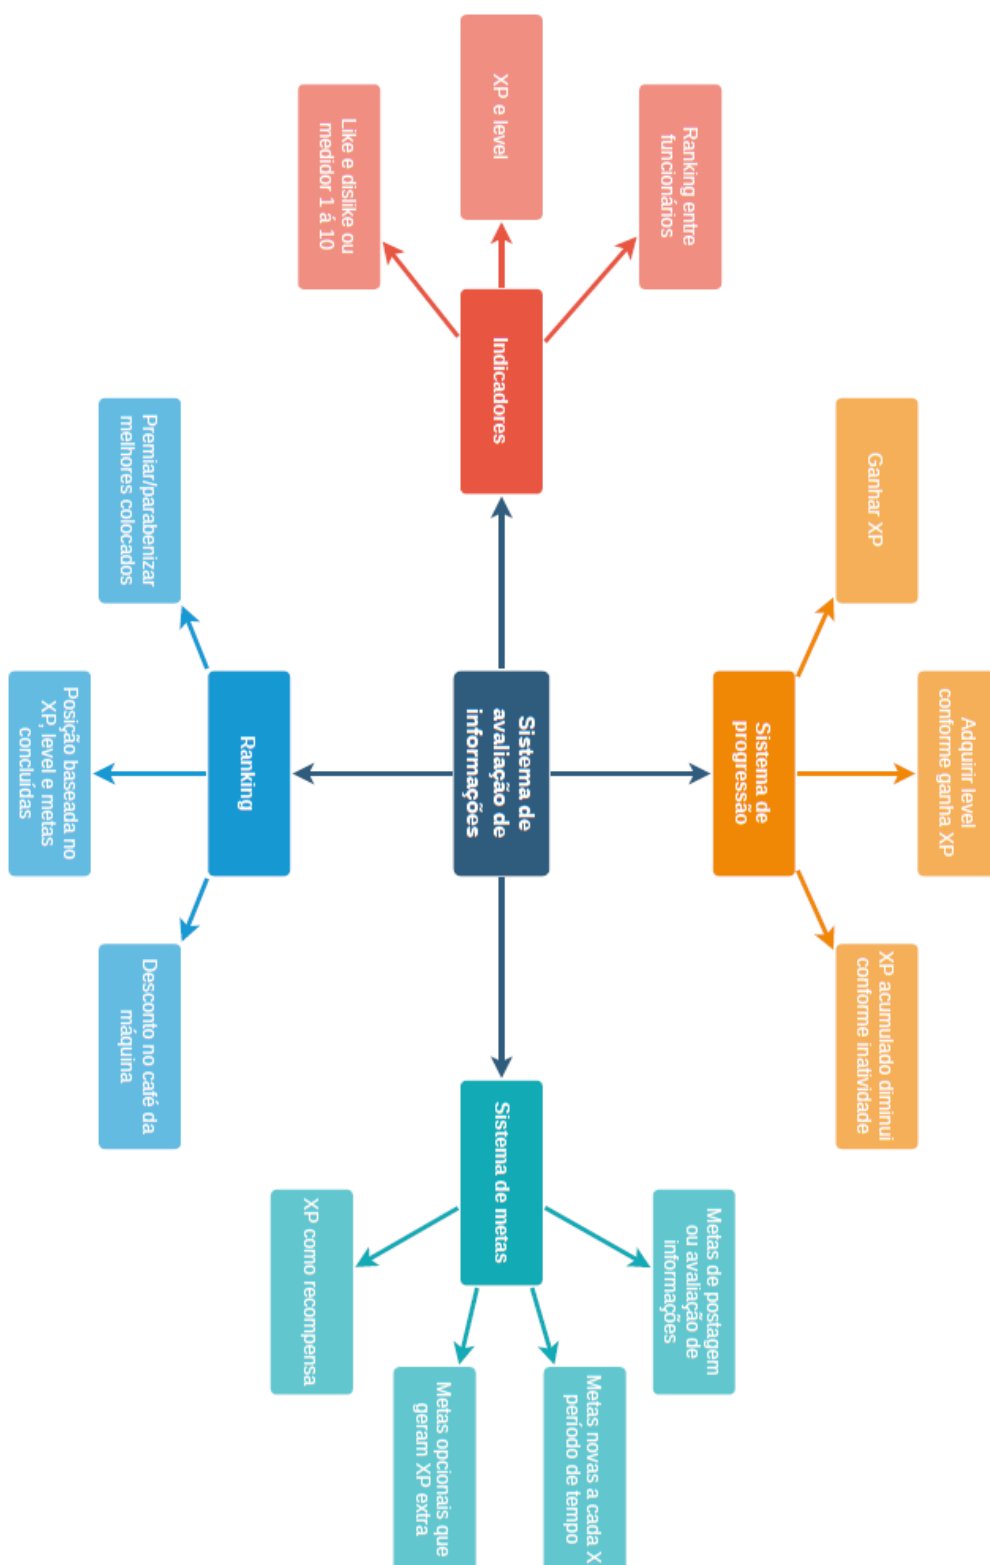 Ganhar XP
Adquirir level
conforme ganha XP
XP acumulado diminui
conforme inatividade
Sistema de
progressão
Ranking entre
funcionários
XP e level
Like e dislike ou
medidor 1 á 10
Indicadores
Sistema de
avaliação de
informações
Sistema de metas
Metas de postagem
ou avaliação de
informações
Metas novas a cada X
período de tempo
Metas opcionais que
geram XP extra
XP como recompensa
Ranking
Premiar/parabenizar
melhores colocados
Posição baseada no
XP, level e metas
concluídas
Desconto no café da
máquina